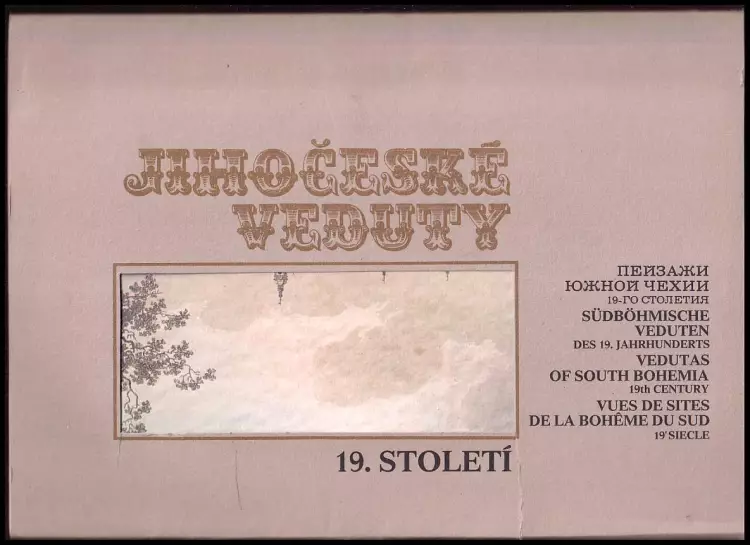 JIHOČESKÉ
VEDUTY
19. STOLETÍ
ПЕЙЗАЖИ
ЮЖНОЙ ЧЕХИИ
19-ГО СТОЛЕТИЯ
SÜDBÖHMISCHE
VEDUTEN
DES 19. JAHRHUNDERTS
VEDUTAS
OF SOUTH BOHEMIA
19th CENTURY
VUES DE SITES
DE LA BOHÊME DU SUD
19e SIECLE